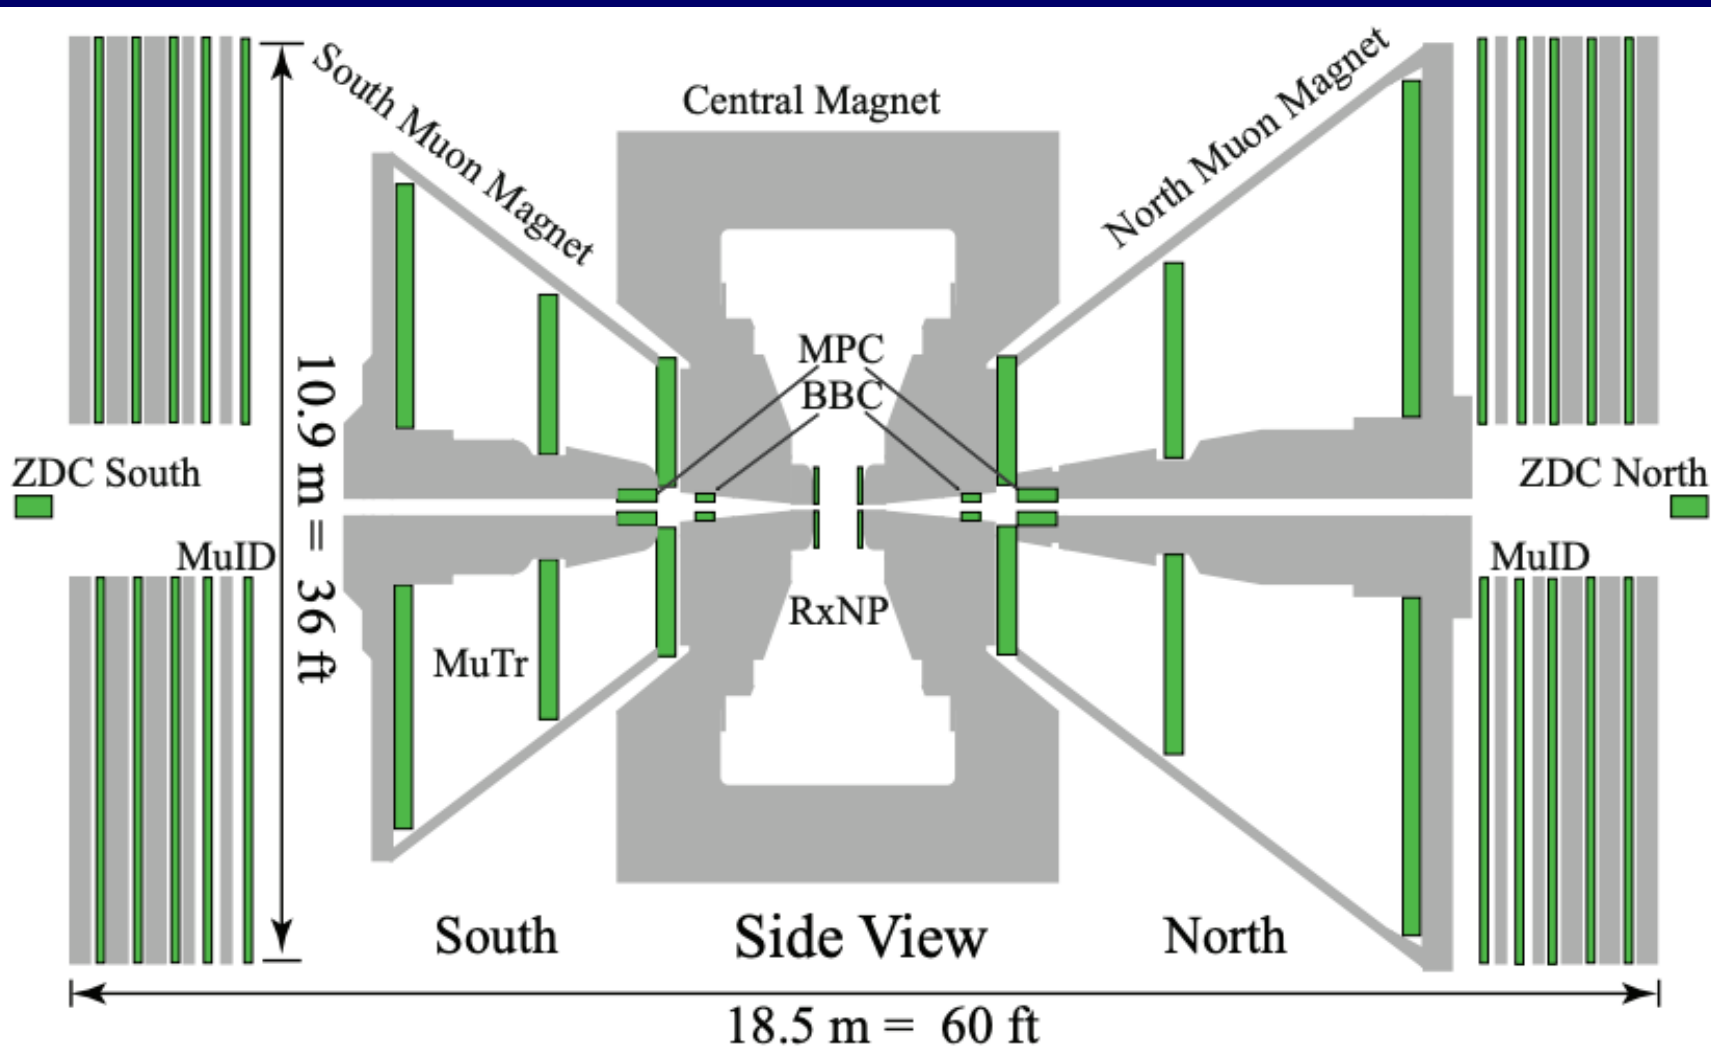 South Muon Magnet
Central Magnet
North Muon Magnet
MPC
BBC
10.9 m = 36 ft
ZDC South
ZDC North
MuID
MuID
RxNP
MuTr
South
Side View
North
18.5 m = 60 ft